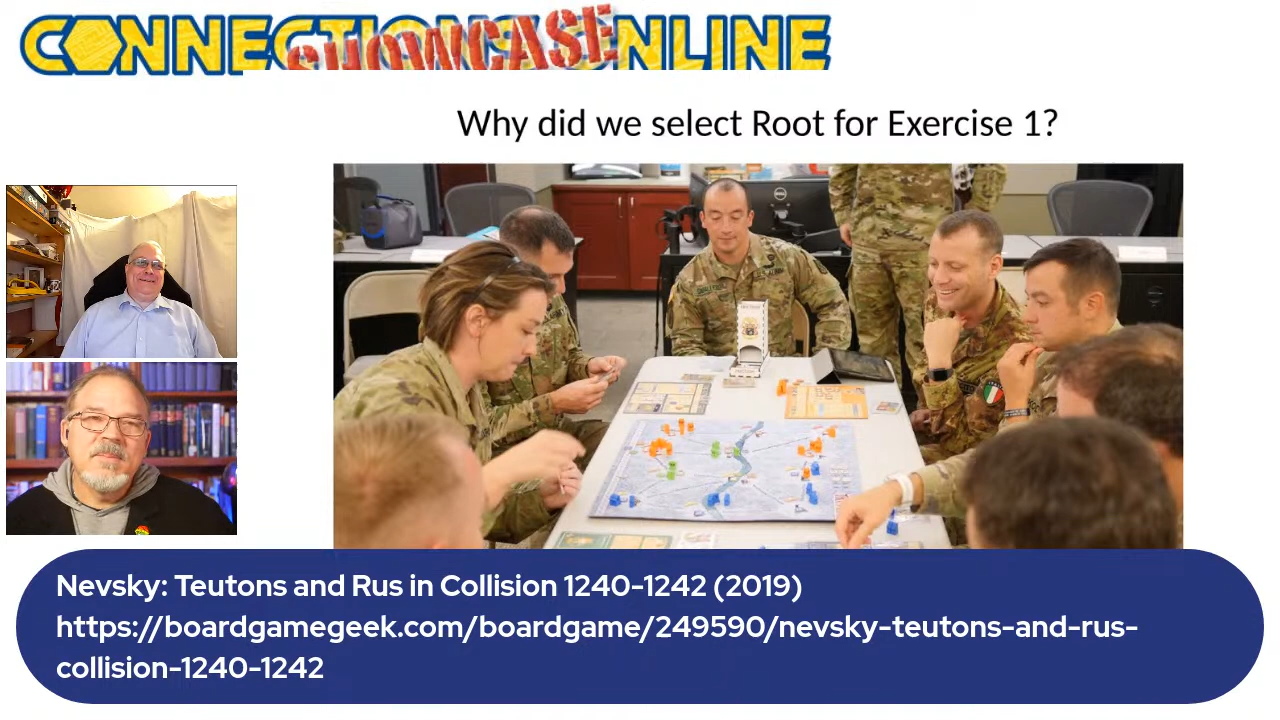 CONNECTIONS ONLINE
SHOWCASE
Why did we select Root for Exercise 1?
Nevsky: Teutons and Rus in Collision 1240-1242 (2019)
https://boardgamegeek.com/boardgame/249590/nevsky-teutons-and-rus-
collision-1240-1242